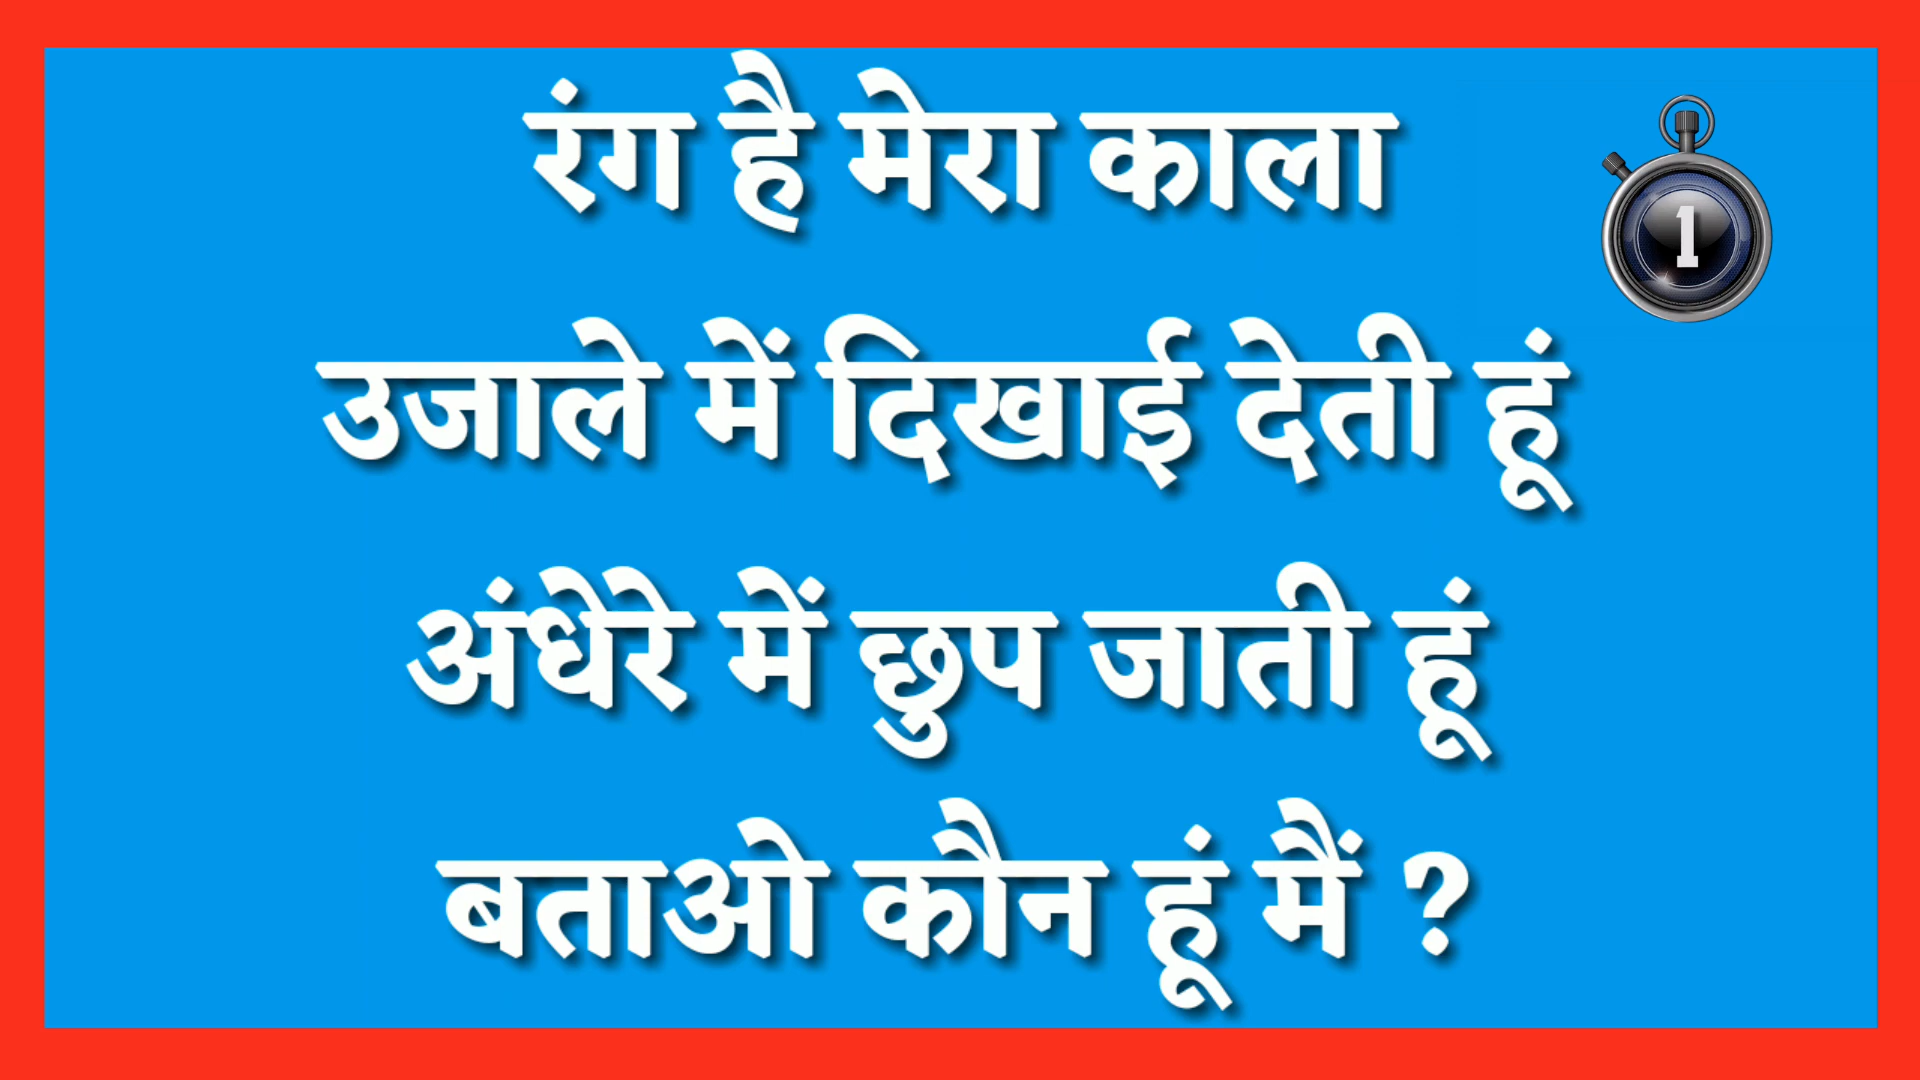 रंग है मेरा काला
1
उजाले में दिखाई देती हूं
अंधेरे में छुप जाती हूं
बताओ कौन हूं मैं ?